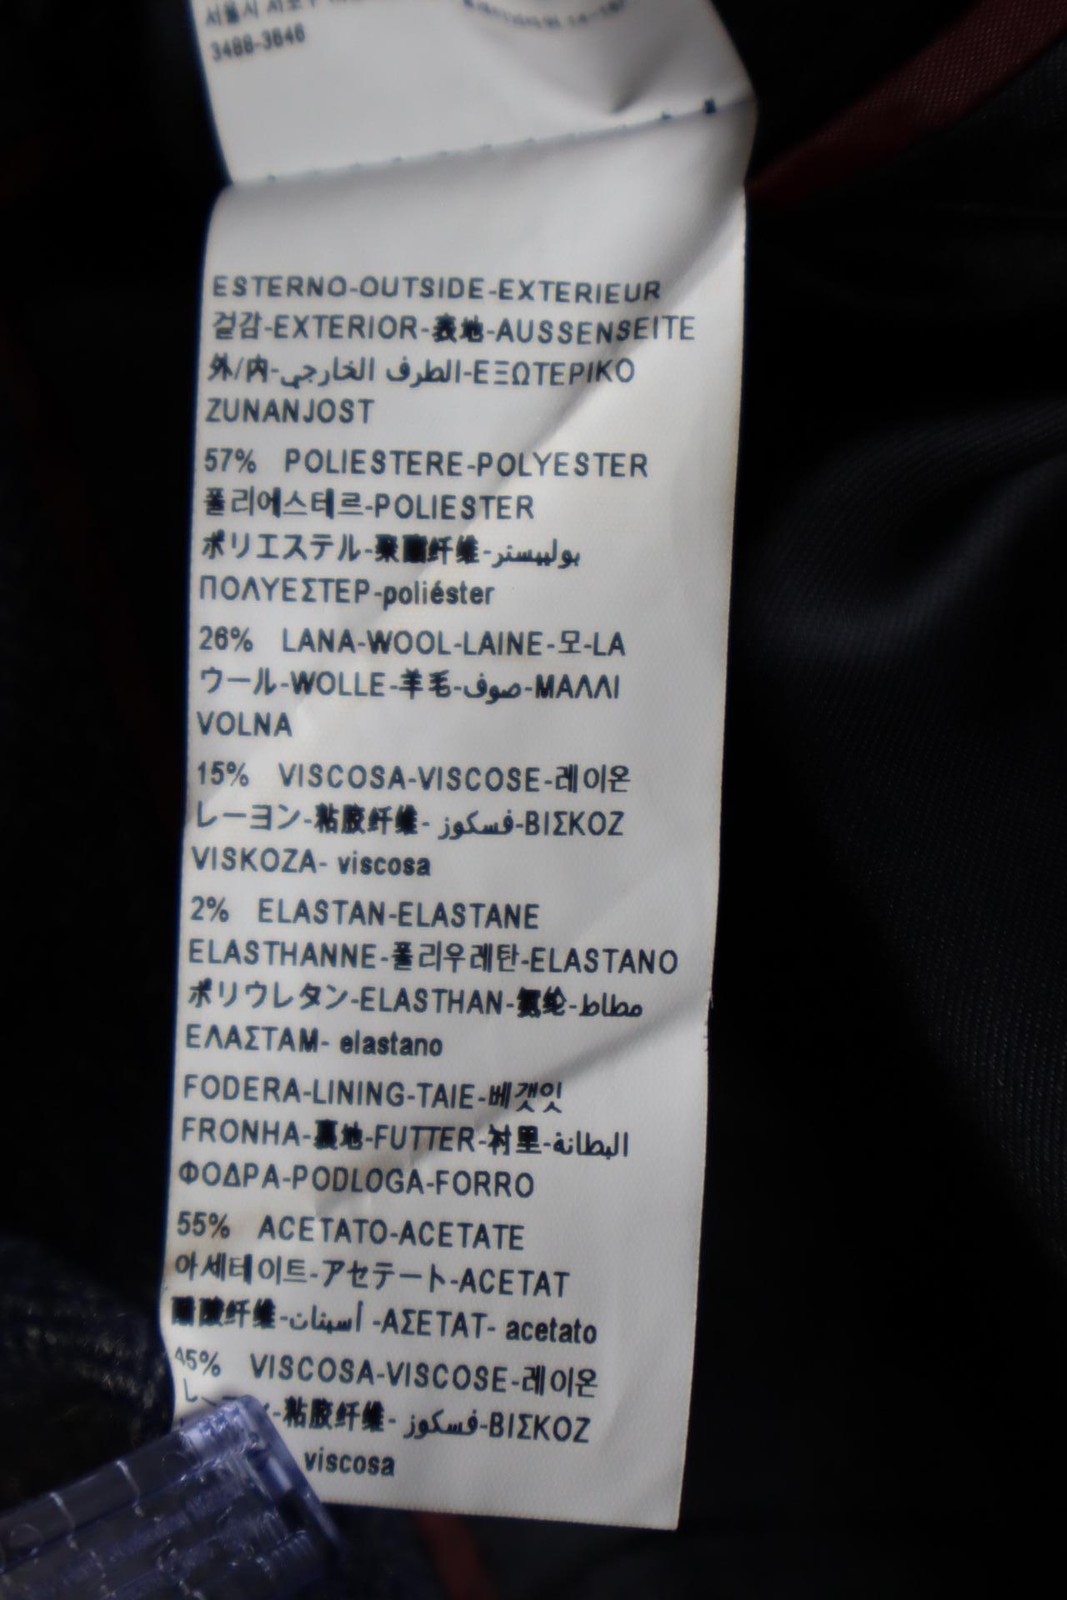 3488-3648
ESTERNO-OUTSIDE-EXTERIEUR
겉감-EXTERIOR-表地-AUSSENSEITE
外/内-الطرف الخارجي-ΕΞΩΤΕΡΙΚΟ
ZUNANJOST
57% POLIESTERE-POLYESTER
폴리에스테르-POLIESTER
ポリエステル-聚酯纤维-بوليستر
ΠΟΛΥΕΣΤΕΡ-poliéster
26% LANA-WOOL-LAINE-모-LA
ウール-WOLLE-羊毛-صوف-ΜΑΛΛΙ
VOLNA
15% VISCOSA-VISCOSE-레이온
レーヨン-粘胶纤维-فسكوز-ΒΙΣΚΟΖ
VISKOZA- viscosa
2% ELASTAN-ELASTANE
ELASTHANNE-폴리우레탄-ELASTANO
ポリウレタン-ELASTHAN-氨纶-مطاط
ΕΛΑΣΤΑΜ- elastano
FODERA-LINING-TAIE-베갯잇
FRONHA-裏地-FUTTER-衬里-البطانة
ΦΟΔΡΑ-PODLOGA-FORRO
55% ACETATO-ACETATE
아세테이트-アセテート-ACETAT
醋酸纤维-أسيتات -ΑΣΕΤΑΤ- acetato
45% VISCOSA-VISCOSE-레이온
-粘胶纤维-فسكوز-ΒΙΣΚΟΖ
viscosa